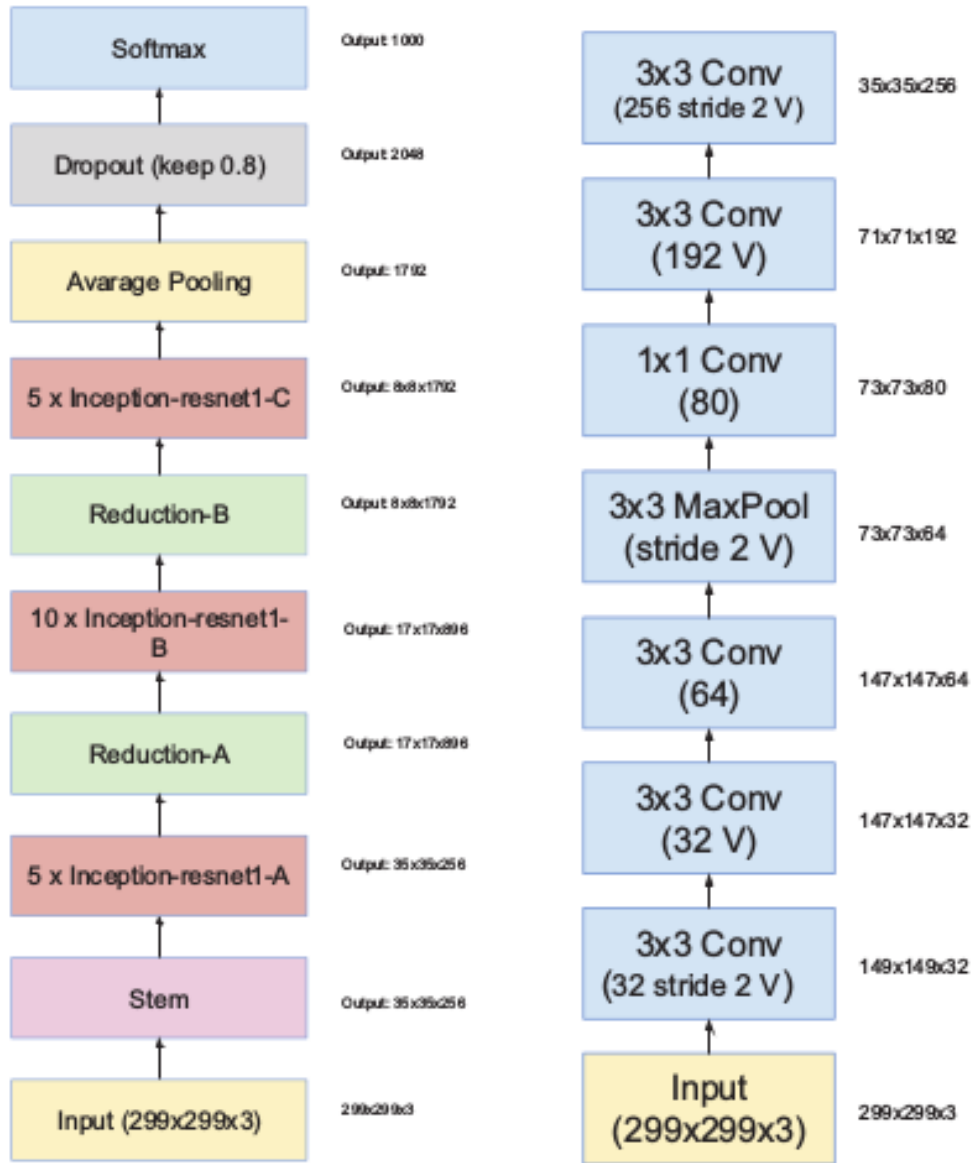 Softmax
Output: 1000
Dropout (keep 0.8)
Output: 2048
Avarage Pooling
Output: 1792
5 x Inception-resnet1-C
Output: 8x8x1792
Reduction-B
Output: 8x8x1792
10 x Inception-resnet1-
B
Output: 17x17x896
Reduction-A
Output: 17x17x896
5 x Inception-resnet1-A
Output: 35x35x256
Stem
Output: 35x35x256
Input (299x299x3)
299x299x3
3x3 Conv
(256 stride 2 V)
35x35x256
3x3 Conv
(192 V)
71x71x192
1x1 Conv
(80)
73x73x80
3x3 MaxPool
(stride 2 V)
73x73x64
3x3 Conv
(64)
147x147x64
3x3 Conv
(32 V)
147x147x32
3x3 Conv
(32 stride 2 V)
149x149x32
Input
(299x299x3)
299x299x3